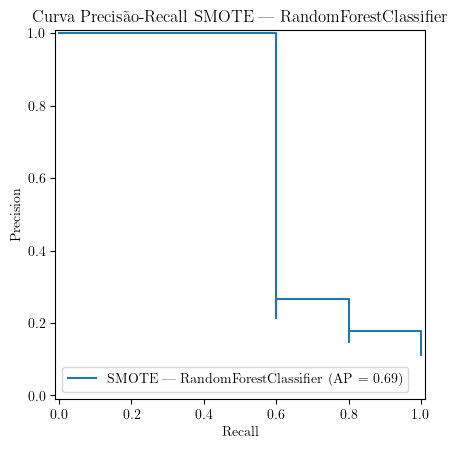 Curva Precisão-Recall SMOTE — RandomForestClassifier
1.0
0.8
0.6
0.4
0.2
0.0
Precision
SMOTE — RandomForestClassifier (AP = 0.69)
0.0 0.2 0.4 0.6 0.8 1.0
Recall